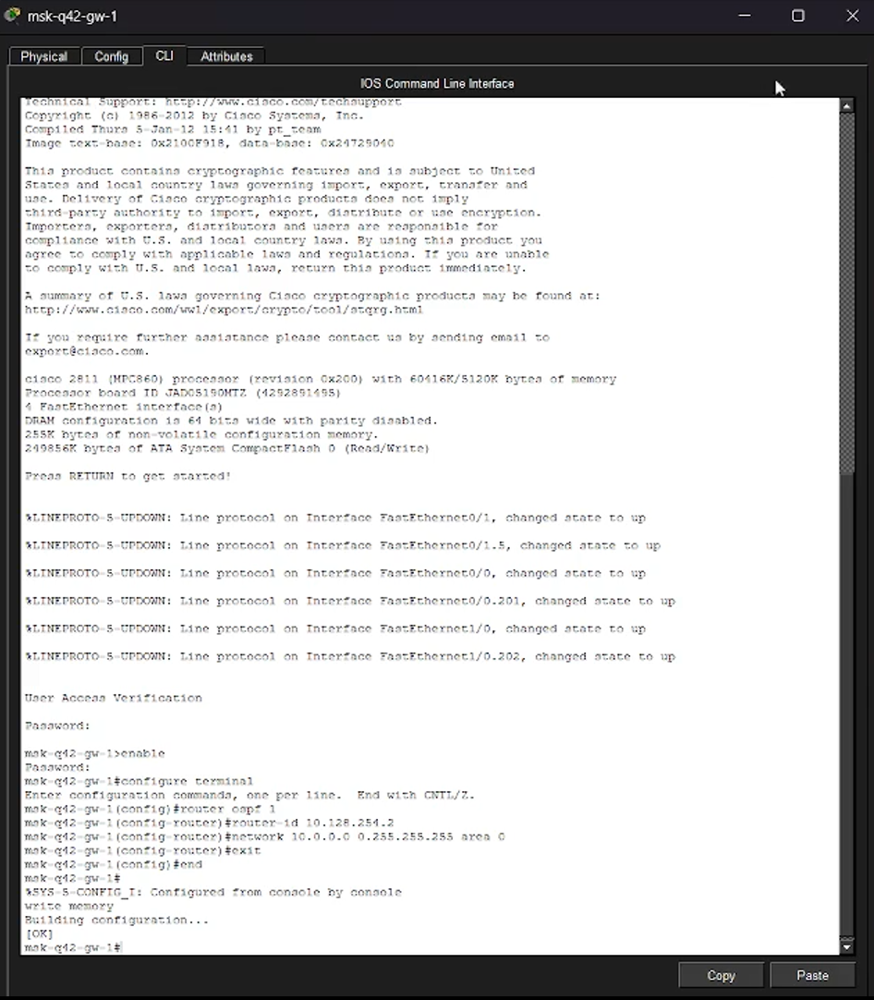 msk-q42-gw-1
Physical Config CLI Attributes
IOS Command Line Interface
Technical Support: http://www.cisco.com/techsupport
Copyright (c) 1986-2012 by Cisco Systems, Inc.
Compiled Thurs 5-Jan-12 15:41 by pt_team
Image text-base: 0x2100F918, data-base: 0x24729040
This product contains cryptographic features and is subject to United
States and local country laws governing import, export, transfer and
use. Delivery of Cisco cryptographic products does not imply
third-party authority to import, export, distribute or use encryption.
Importers, exporters, distributors and users are responsible for
compliance with U.S. and local country laws. By using this product you
agree to comply with applicable laws and regulations. If you are unable
to comply with U.S. and local laws, return this product immediately.
A summary of U.S. laws governing Cisco cryptographic products may be found at:
http://www.cisco.com/wwl/export/crypto/tool/stqrg.html
If you require further assistance please contact us by sending email to
export@cisco.com.
cisco 2811 (MPC860) processor (revision 0x200) with 60416K/5120K bytes of memory
Processor board ID JAD05190MTZ (4292891495)
4 FastEthernet interface(s)
DRAM configuration is 64 bits wide with parity disabled.
255K bytes of non-volatile configuration memory.
249856K bytes of ATA System CompactFlash 0 (Read/Write)
Press RETURN to get started!
%LINEPROTO-5-UPDOWN: Line protocol on Interface FastEthernet0/1, changed state to up
%LINEPROTO-5-UPDOWN: Line protocol on Interface FastEthernet0/1.5, changed state to up
%LINEPROTO-5-UPDOWN: Line protocol on Interface FastEthernet0/0, changed state to up
%LINEPROTO-5-UPDOWN: Line protocol on Interface FastEthernet0/0.201, changed state to up
%LINEPROTO-5-UPDOWN: Line protocol on Interface FastEthernet1/0, changed state to up
%LINEPROTO-5-UPDOWN: Line protocol on Interface FastEthernet1/0.202, changed state to up
User Access Verification
Password:
msk-q42-gw-1>enable
Password:
msk-q42-gw-1#configure terminal
Enter configuration commands, one per line.  End with CNTL/Z.
msk-q42-gw-1(config)#router ospf 1
msk-q42-gw-1(config-router)#router-id 10.128.254.2
msk-q42-gw-1(config-router)#network 10.0.0.0 0.255.255.255 area 0
msk-q42-gw-1(config-router)#exit
msk-q42-gw-1(config)#end
msk-q42-gw-1#
%SYS-5-CONFIG_I: Configured from console by console
write memory
Building configuration...
[OK]
msk-q42-gw-1#
Copy Paste